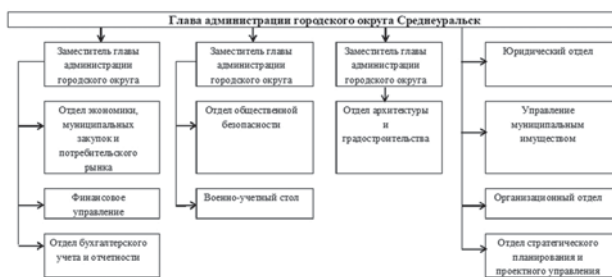 Глава администрации городского округа Среднеуральск
Заместитель главы
администрации
городского округа
Заместитель главы
администрации
городского округа
Заместитель главы
администрации
городского округа
Юридический отдел
Отдел экономики,
муниципальных
закупок и
потребительского
рынка
Отдел общественной
безопасности
Отдел архитектуры
и
градостроительства
Управление
муниципальным
имуществом
Финансовое
управление
Военно-учетный стол
Организационный отдел
Отдел бухгалтерского
учета и отчетности
Отдел стратегического
планирования и
проектного управления